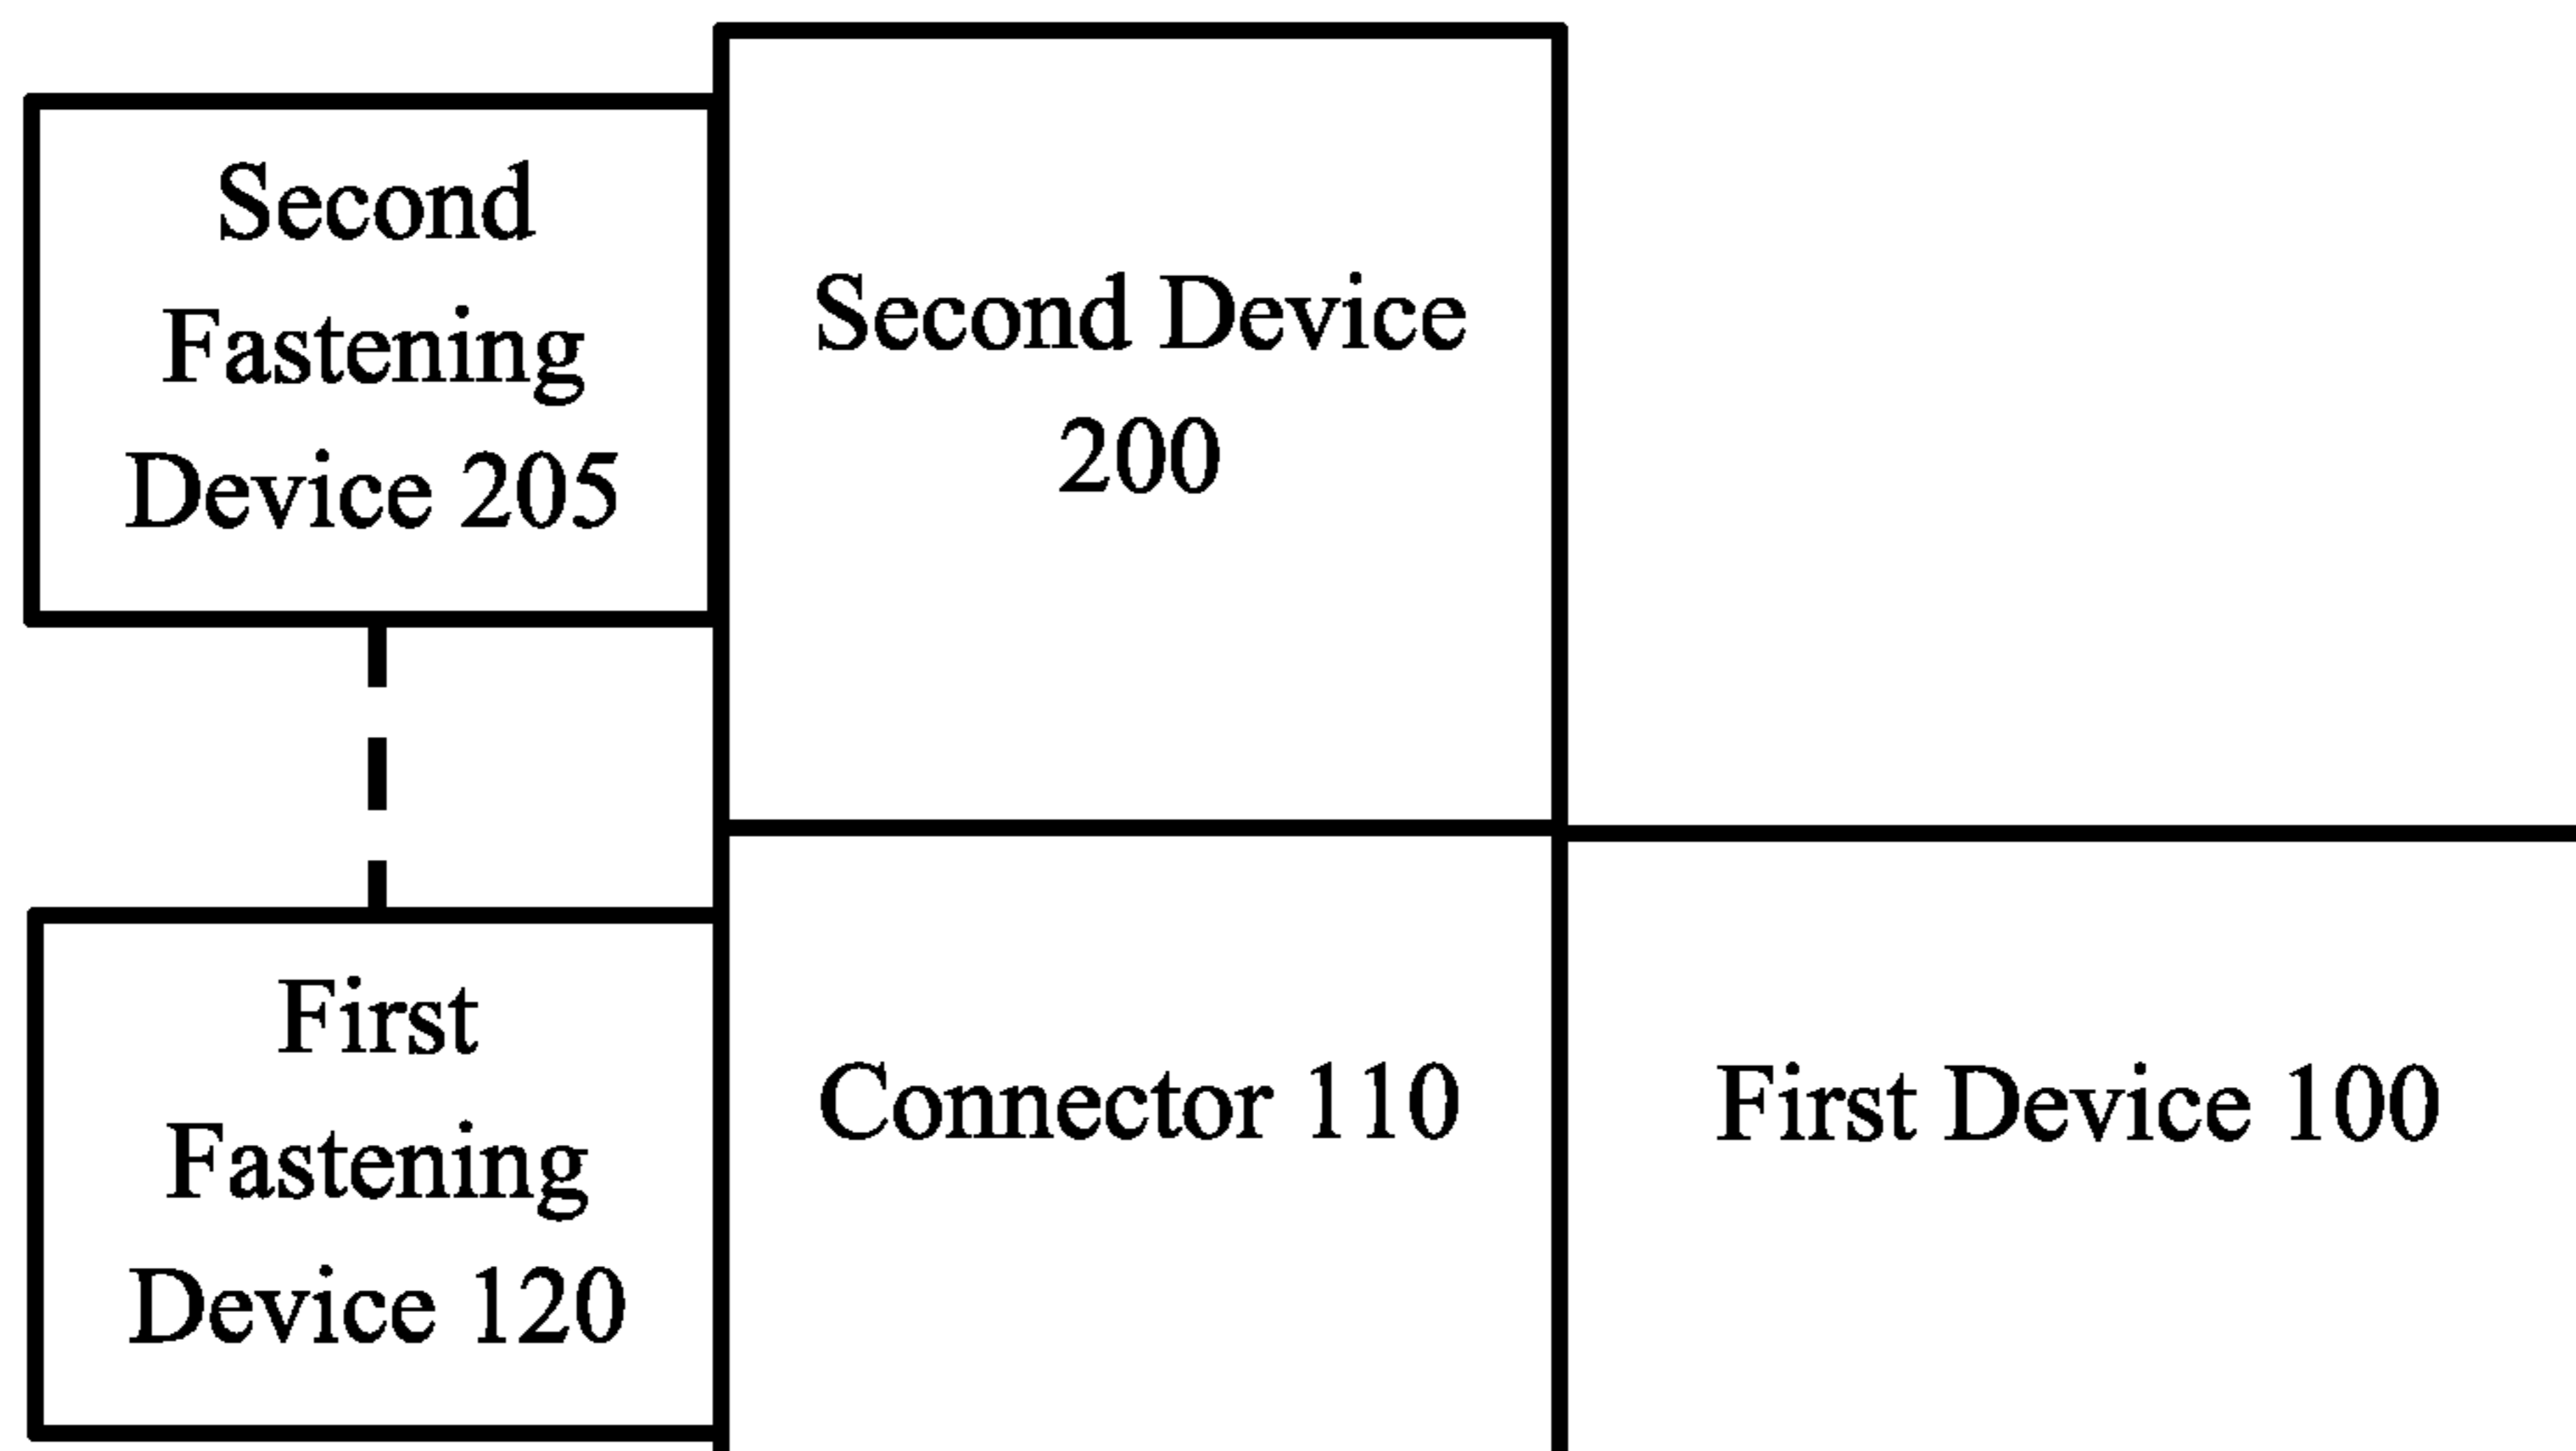 Second
Fastening
Device 205
Second Device
200
First
Fastening
Device 120
Connector 110
First Device 100